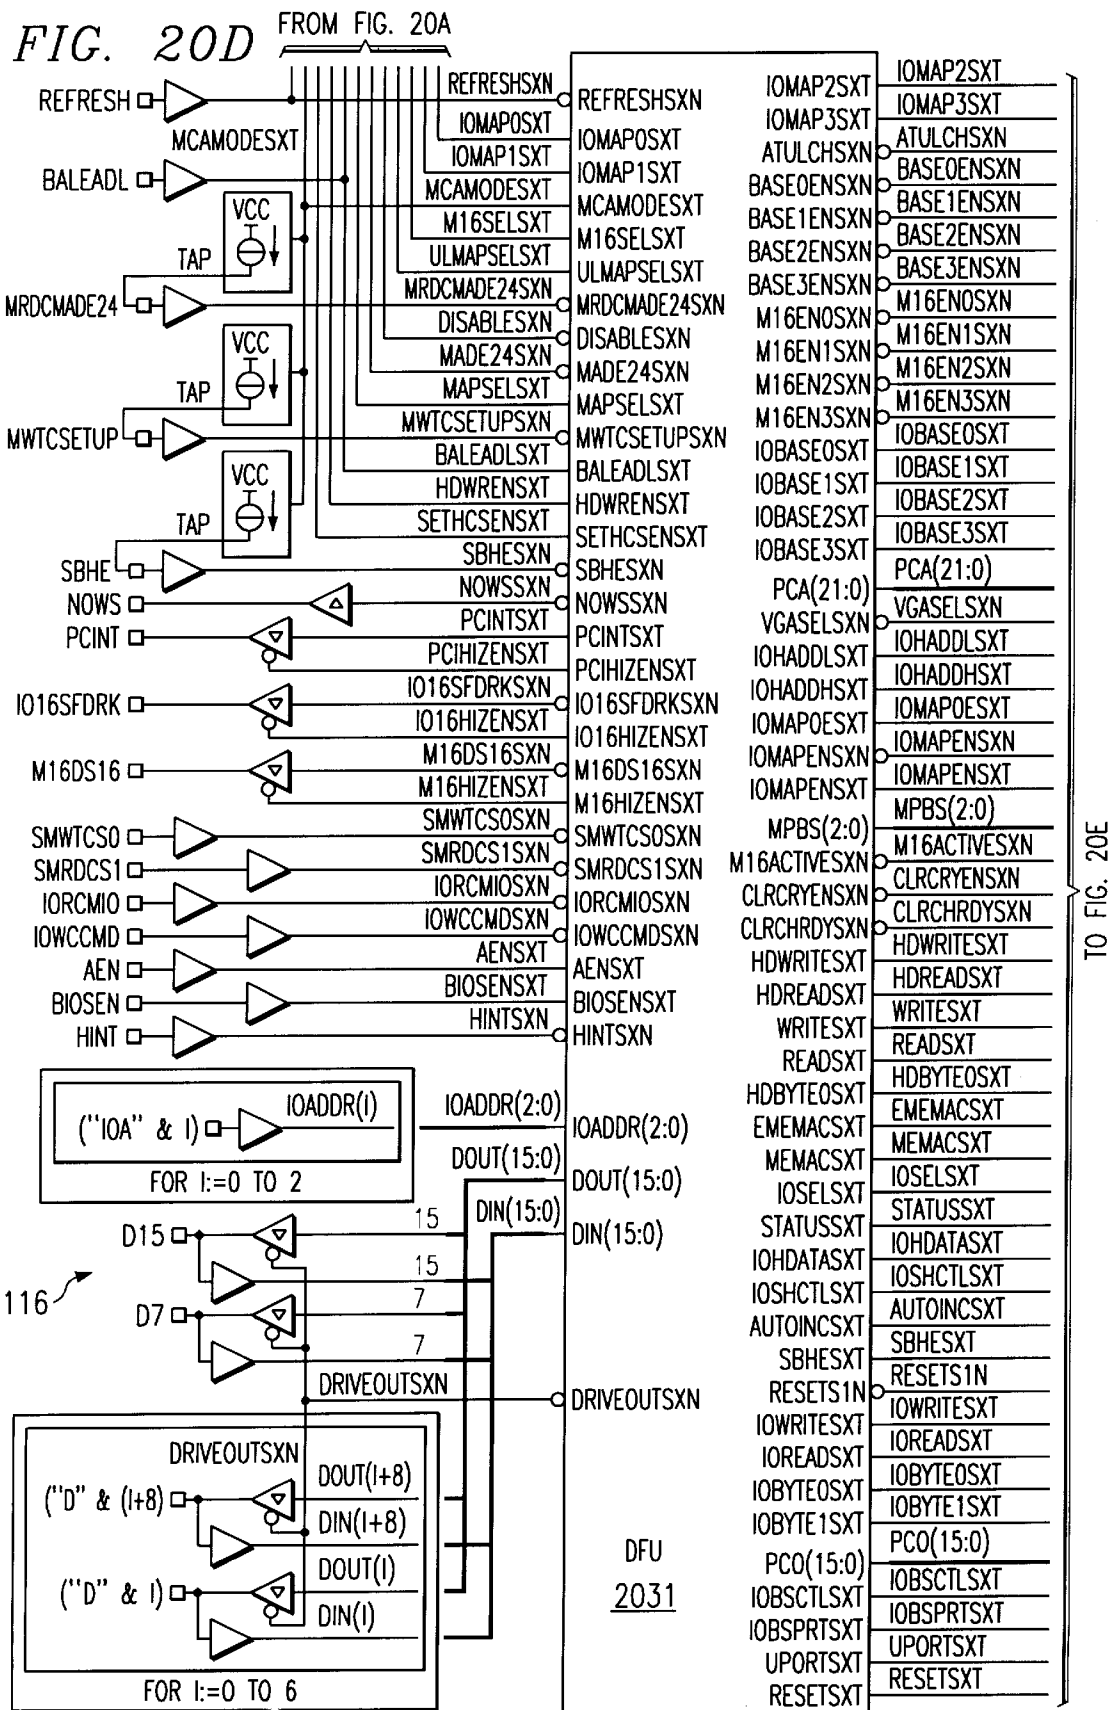 FIG. 20D
FROM FIG. 20A
REFRESH
REFRESHSXN
REFRESHSXN
MCAMODESXT
IOMAP0SXT
IOMAP0SXT
IOMAP1SXT
IOMAP1SXT
BALEADL
MCAMODESXT
MCAMODESXT
VCC
M16SELSXT
M16SELSXT
TAP
ULMAPSELSXT
ULMAPSELSXT
MRDCMADE24
MRDCMADE24SXN
MRDCMADE24SXN
DISABLESXN
DISABLESXN
VCC
MADE24SXN
MADE24SXN
TAP
MAPSELSXT
MAPSELSXT
MWTCSETUP
MWTCSETUPSXN
MWTCSETUPSXN
BALEADLSXT
BALEADLSXT
VCC
HDWRENSXT
HDWRENSXT
TAP
SETHCSENSXT
SETHCSENSXT
SBHE
SBHESXN
SBHESXN
NOWS
NOWSSXN
NOWSSXN
PCINT
PCINTSXT
PCINTSXT
PCIHIZENSXT
PCIHIZENSXT
IO16SFDRK
IO16SFDRKSXN
IO16SFDRKSXN
IO16HIZENSXT
IO16HIZENSXT
M16DS16
M16DS16SXN
M16DS16SXN
M16HIZENSXT
M16HIZENSXT
SMWTCS0
SMWTCS0SXN
SMWTCS0SXN
SMRDCS1
SMRDCS1SXN
SMRDCS1SXN
IORCMIO
IORCMIOSXN
IORCMIOSXN
IOWCCMD
IOWCCMDSXN
IOWCCMDSXN
AEN
AENSXT
AENSXT
BIOSEN
BIOSENSXT
BIOSENSXT
HINT
HINTSXN
HINTSXN
("IOA" & I)
IOADDR(I)
FOR I:=0 TO 2
IOADDR(2:0)
IOADDR(2:0)
DOUT(15:0)
DOUT(15:0)
DIN(15:0)
DIN(15:0)
D15
15
15
116
D7
7
7
DRIVEOUTSXN
DRIVEOUTSXN
DRIVEOUTSXN
("D" & (I+8)
DOUT(I+8)
DIN(I+8)
("D" & I)
DOUT(I)
DIN(I)
FOR I:=0 TO 6
DFU
2031
IOMAP2SXT
IOMAP2SXT
IOMAP3SXT
IOMAP3SXT
ATULCHSXN
ATULCHSXN
BASE0ENSXN
BASE0ENSXN
BASE1ENSXN
BASE1ENSXN
BASE2ENSXN
BASE2ENSXN
BASE3ENSXN
BASE3ENSXN
M16EN0SXN
M16EN0SXN
M16EN1SXN
M16EN1SXN
M16EN2SXN
M16EN2SXN
M16EN3SXN
M16EN3SXN
IOBASE0SXT
IOBASE0SXT
IOBASE1SXT
IOBASE1SXT
IOBASE2SXT
IOBASE2SXT
IOBASE3SXT
IOBASE3SXT
PCA(21:0)
PCA(21:0)
VGASELSXN
VGASELSXN
IOHADDLSXT
IOHADDLSXT
IOHADDHSXT
IOHADDHSXT
IOMAPOESXT
IOMAPOESXT
IOMAPENSXN
IOMAPENSXN
IOMAPENSXT
IOMAPENSXT
MPBS(2:0)
MPBS(2:0)
M16ACTIVESXN
M16ACTIVESXN
CLRCRYENSXN
CLRCRYENSXN
CLRCHRDYSXN
CLRCHRDYSXN
HDWRITESXT
HDWRITESXT
HDREADSXT
HDREADSXT
WRITESXT
WRITESXT
READSXT
READSXT
HDBYTE0SXT
HDBYTE0SXT
EMEMACSXT
EMEMACSXT
MEMACSXT
MEMACSXT
IOSELSXT
IOSELSXT
STATUSSXT
STATUSSXT
IOHDATASXT
IOHDATASXT
IOSHCTLSXT
IOSHCTLSXT
AUTOINCSXT
AUTOINCSXT
SBHESXT
SBHESXT
RESETS1N
RESETS1N
IOWRITESXT
IOWRITESXT
IOREADSXT
IOREADSXT
IOBYTE0SXT
IOBYTE0SXT
IOBYTE1SXT
IOBYTE1SXT
PCO(15:0)
PCO(15:0)
IOBSCTLSXT
IOBSCTLSXT
IOBSPRTSXT
IOBSPRTSXT
UPORTSXT
UPORTSXT
RESETSXT
RESETSXT
TO FIG. 20E